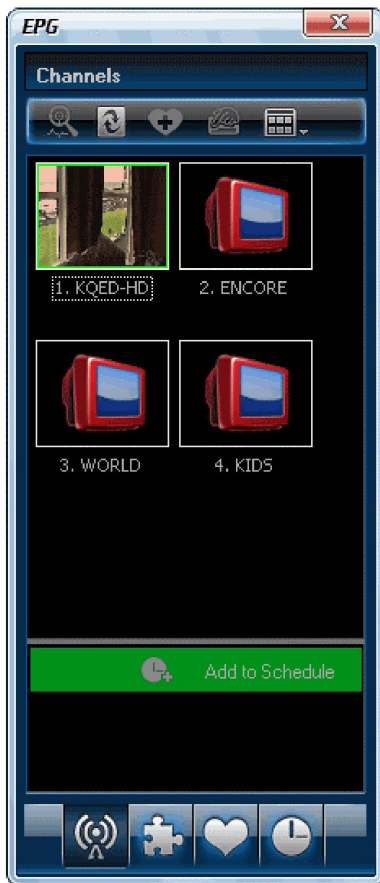 EPG
Channels
1. KQED-HD
2. ENCORE
3. WORLD
4. KIDS
Add to Schedule